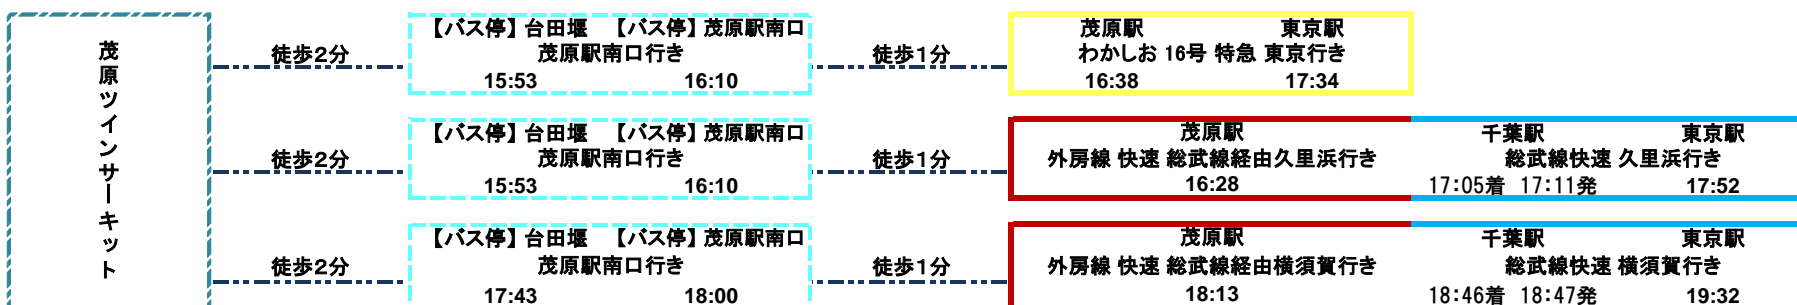 茂原ツインサーキット
徒歩2分
【バス停】台田堰 【バス停】茂原駅南口
茂原駅南口行き
15:53 16:10
徒歩1分
茂原駅 東京駅
わかしお 16号 特急 東京行き
16:38 17:34
徒歩2分
【バス停】台田堰 【バス停】茂原駅南口
茂原駅南口行き
15:53 16:10
徒歩1分
茂原駅 千葉駅 東京駅
外房線 快速 総武線経由久里浜行き 総武線快速 久里浜行き
16:28 17:05着 17:11発 17:52
徒歩2分
【バス停】台田堰 【バス停】茂原駅南口
茂原駅南口行き
17:43 18:00
徒歩1分
茂原駅 千葉駅 東京駅
外房線 快速 総武線経由横須賀行き 総武線快速 横須賀行き
18:13 18:46着 18:47発 19:32